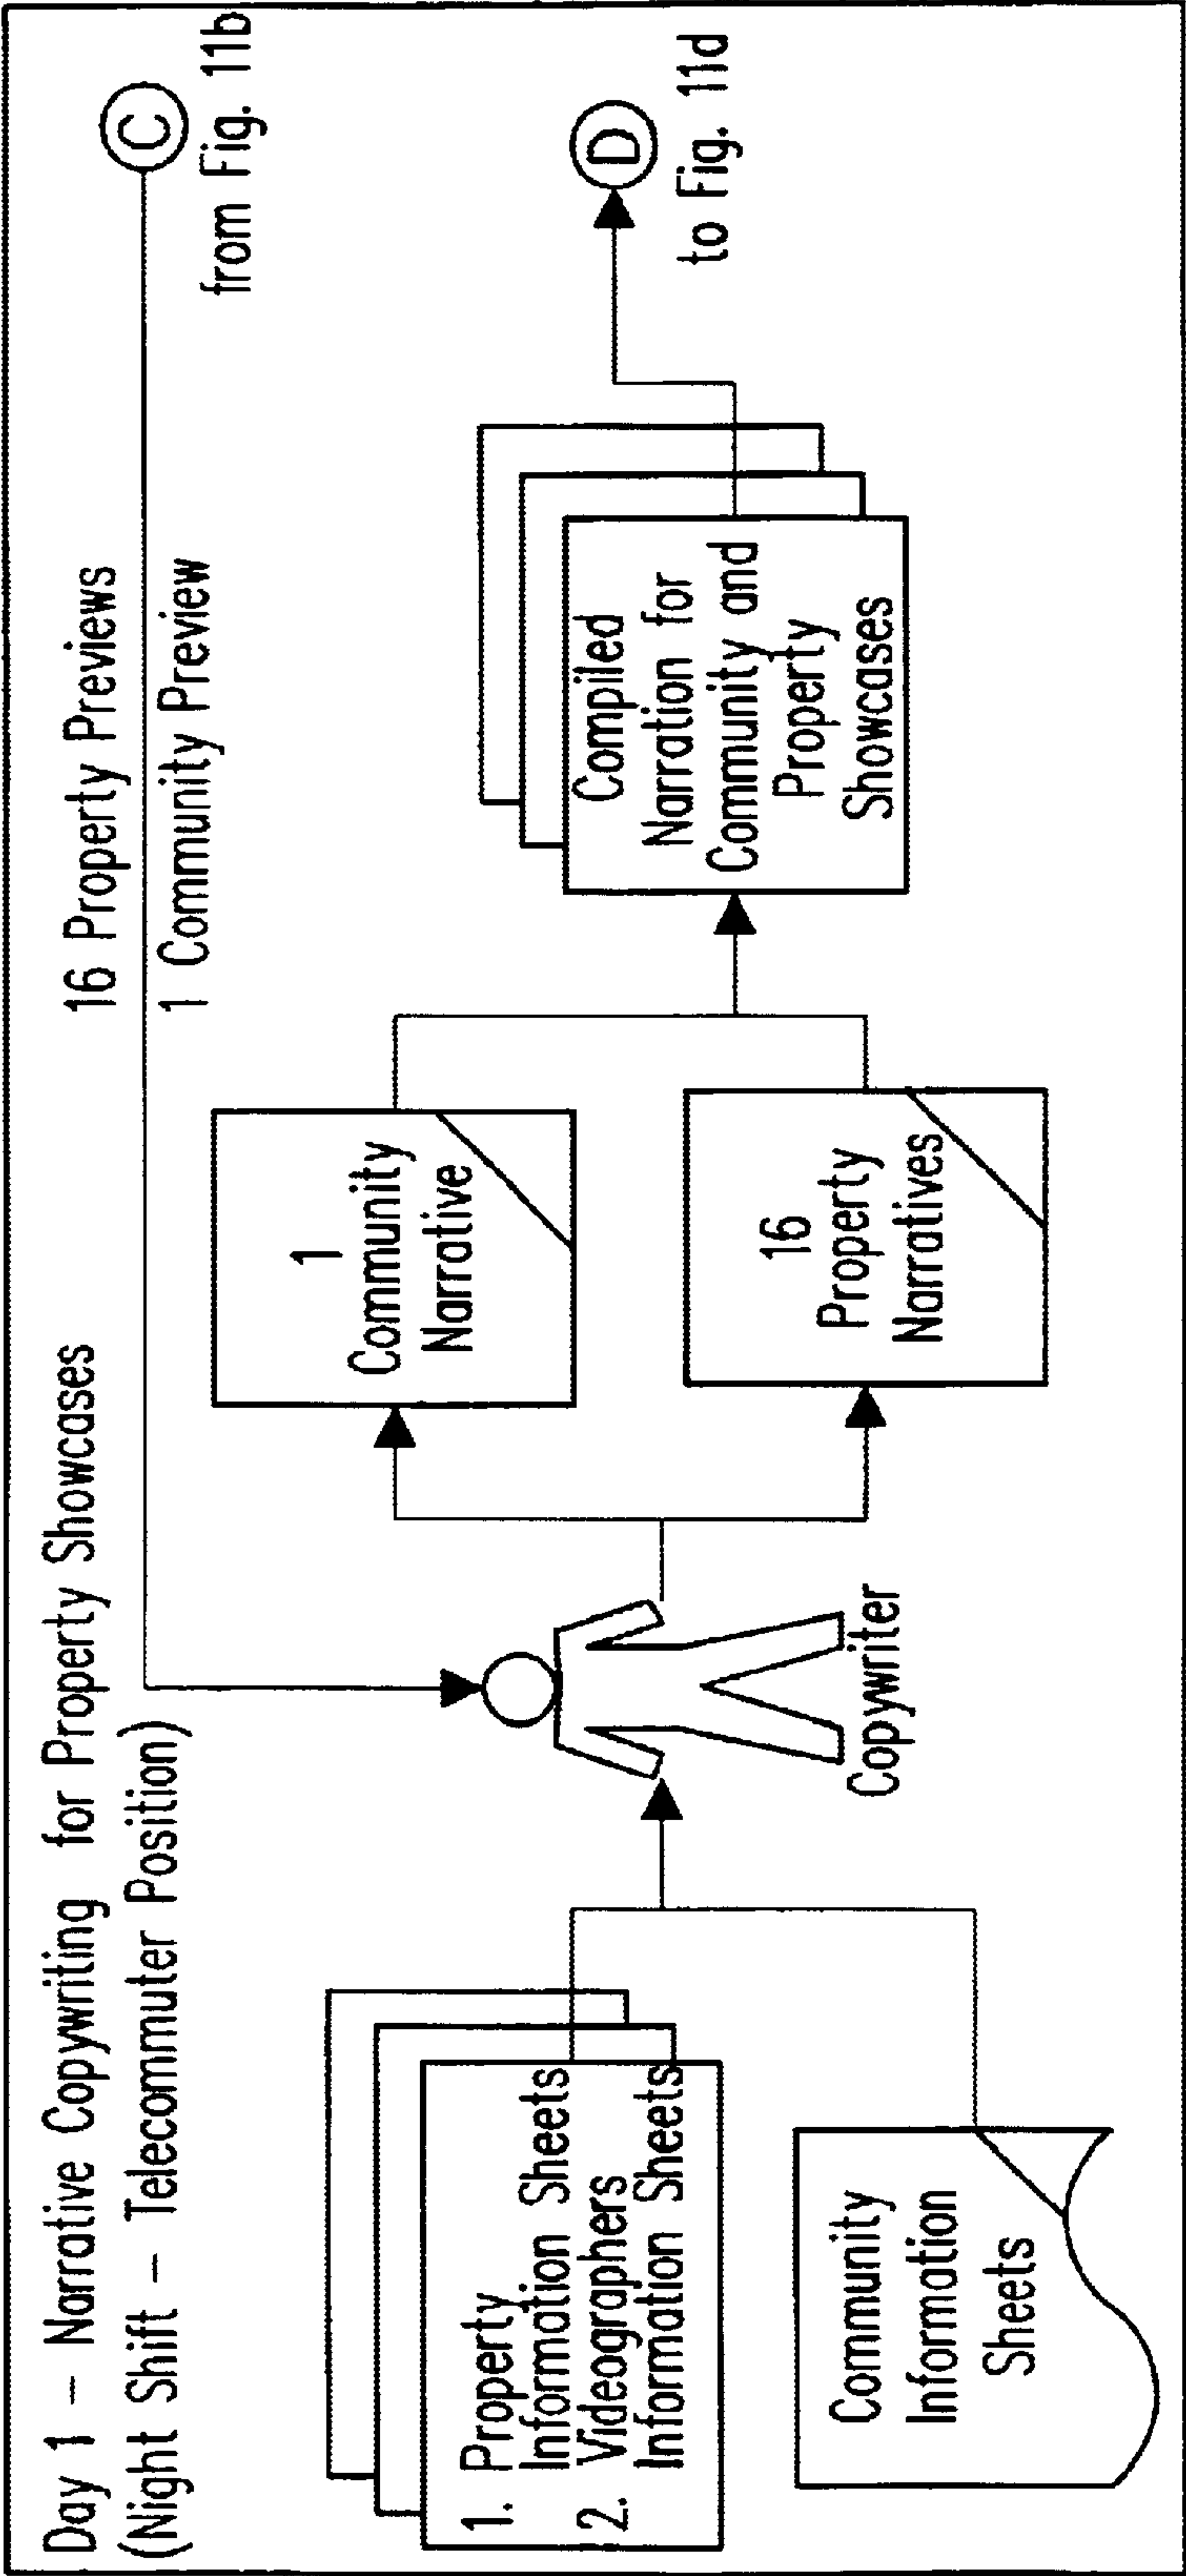 Day 1 – Narrative Copywriting for Property Showcases
(Night Shift – Telecommuter Position)
16 Property Previews
1 Community Preview
C
from Fig. 11b
1. Property
Information Sheets
2. Videographers
Information Sheets
Community
Information
Sheets
Copywriter
1
Community
Narrative
16
Property
Narratives
Compiled
Narration for
Community and
Property
Showcases
D
to Fig. 11d